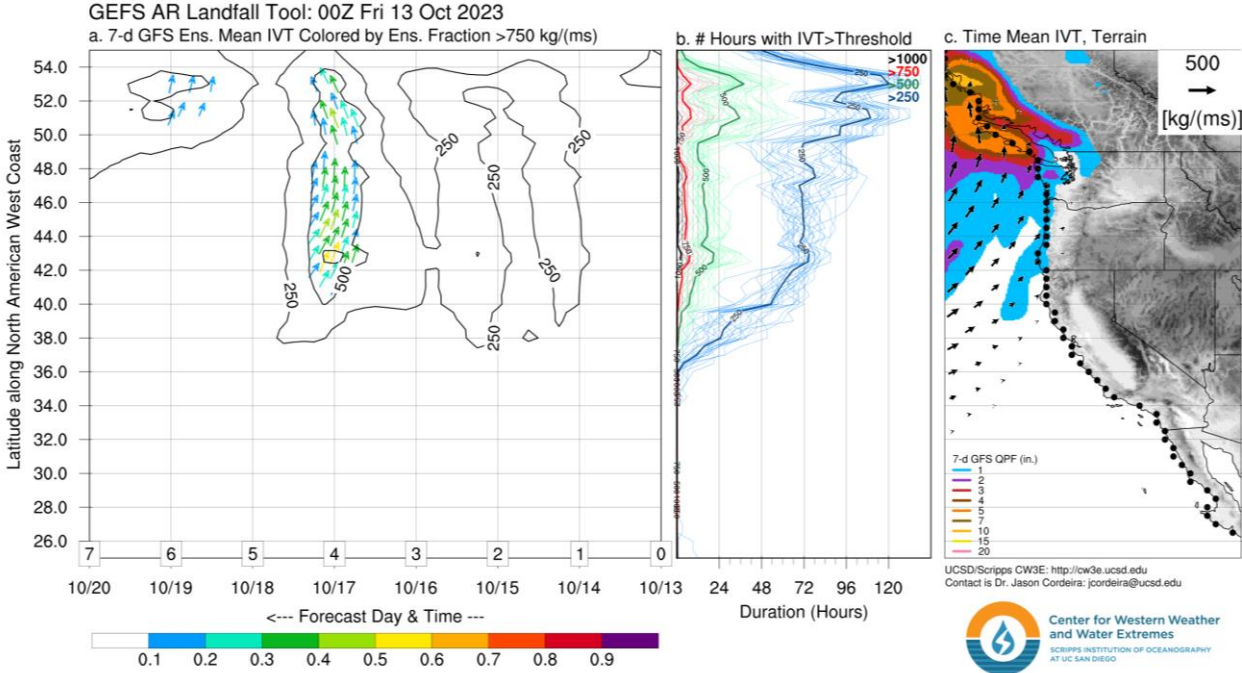 GEFS AR Landfall Tool: 00Z Fri 13 Oct 2023
a. 7-d GFS Ens. Mean IVT Colored by Ens. Fraction >750 kg/(ms)
Latitude along North American West Coast
54.0
52.0
50.0
48.0
46.0
44.0
42.0
40.0
38.0
36.0
34.0
32.0
30.0
28.0
26.0
250
250
250
250
500
250
250
250
7 6 5 4 3 2 1 0
10/20 10/19 10/18 10/17 10/16 10/15 10/14 10/13
<--- Forecast Day & Time ---
0.1 0.2 0.3 0.4 0.5 0.6 0.7 0.8 0.9
b. # Hours with IVT>Threshold
>1000
>750
>500
>250
250
500
250
250
500
750
500
250
24 48 72 96 120
Duration (Hours)
c. Time Mean IVT, Terrain
500
[kg/(ms)]
7-d GFS QPF (in.)
1
2
3
4
5
7
10
15
20
UCSD/Scripps CW3E: http://cw3e.ucsd.edu
Contact is Dr. Jason Cordeira: jcordeira@ucsd.edu
Center for Western Weather
and Water Extremes
SCRIPPS INSTITUTION OF OCEANOGRAPHY
AT UC SAN DIEGO